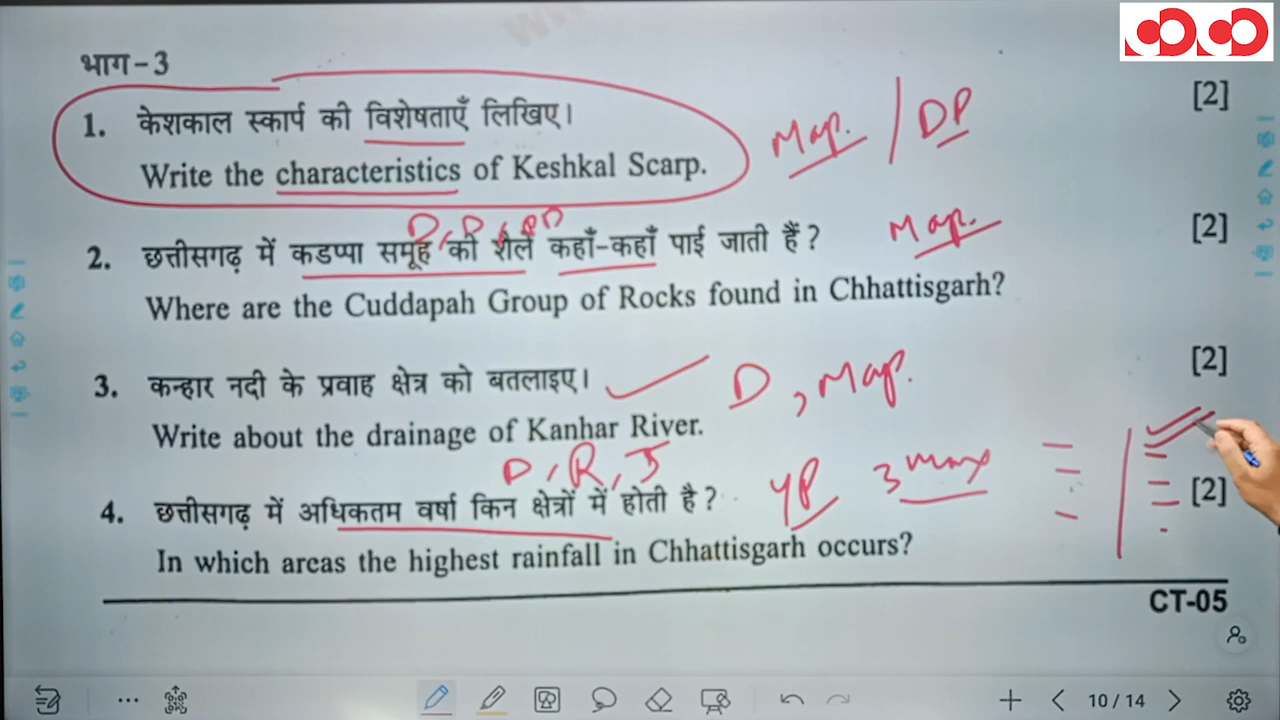 भाग-3
1. केशकाल स्कार्प की विशेषताएँ लिखिए। [2]
Write the characteristics of Keshkal Scarp.
Map. / DP
2. छत्तीसगढ़ में कडप्पा समूह की शैलें कहाँ-कहाँ पाई जाती हैं? [2]
Map.
Where are the Cuddapah Group of Rocks found in Chhattisgarh?
3. कन्हार नदी के प्रवाह क्षेत्र को बतलाइए। [2]
D, Map.
Write about the drainage of Kanhar River.
D, R, J
4. छत्तीसगढ़ में अधिकतम वर्षा किन क्षेत्रों में होती है? [2]
YP 3 Max
In which areas the highest rainfall in Chhattisgarh occurs?
CT-05
10/14